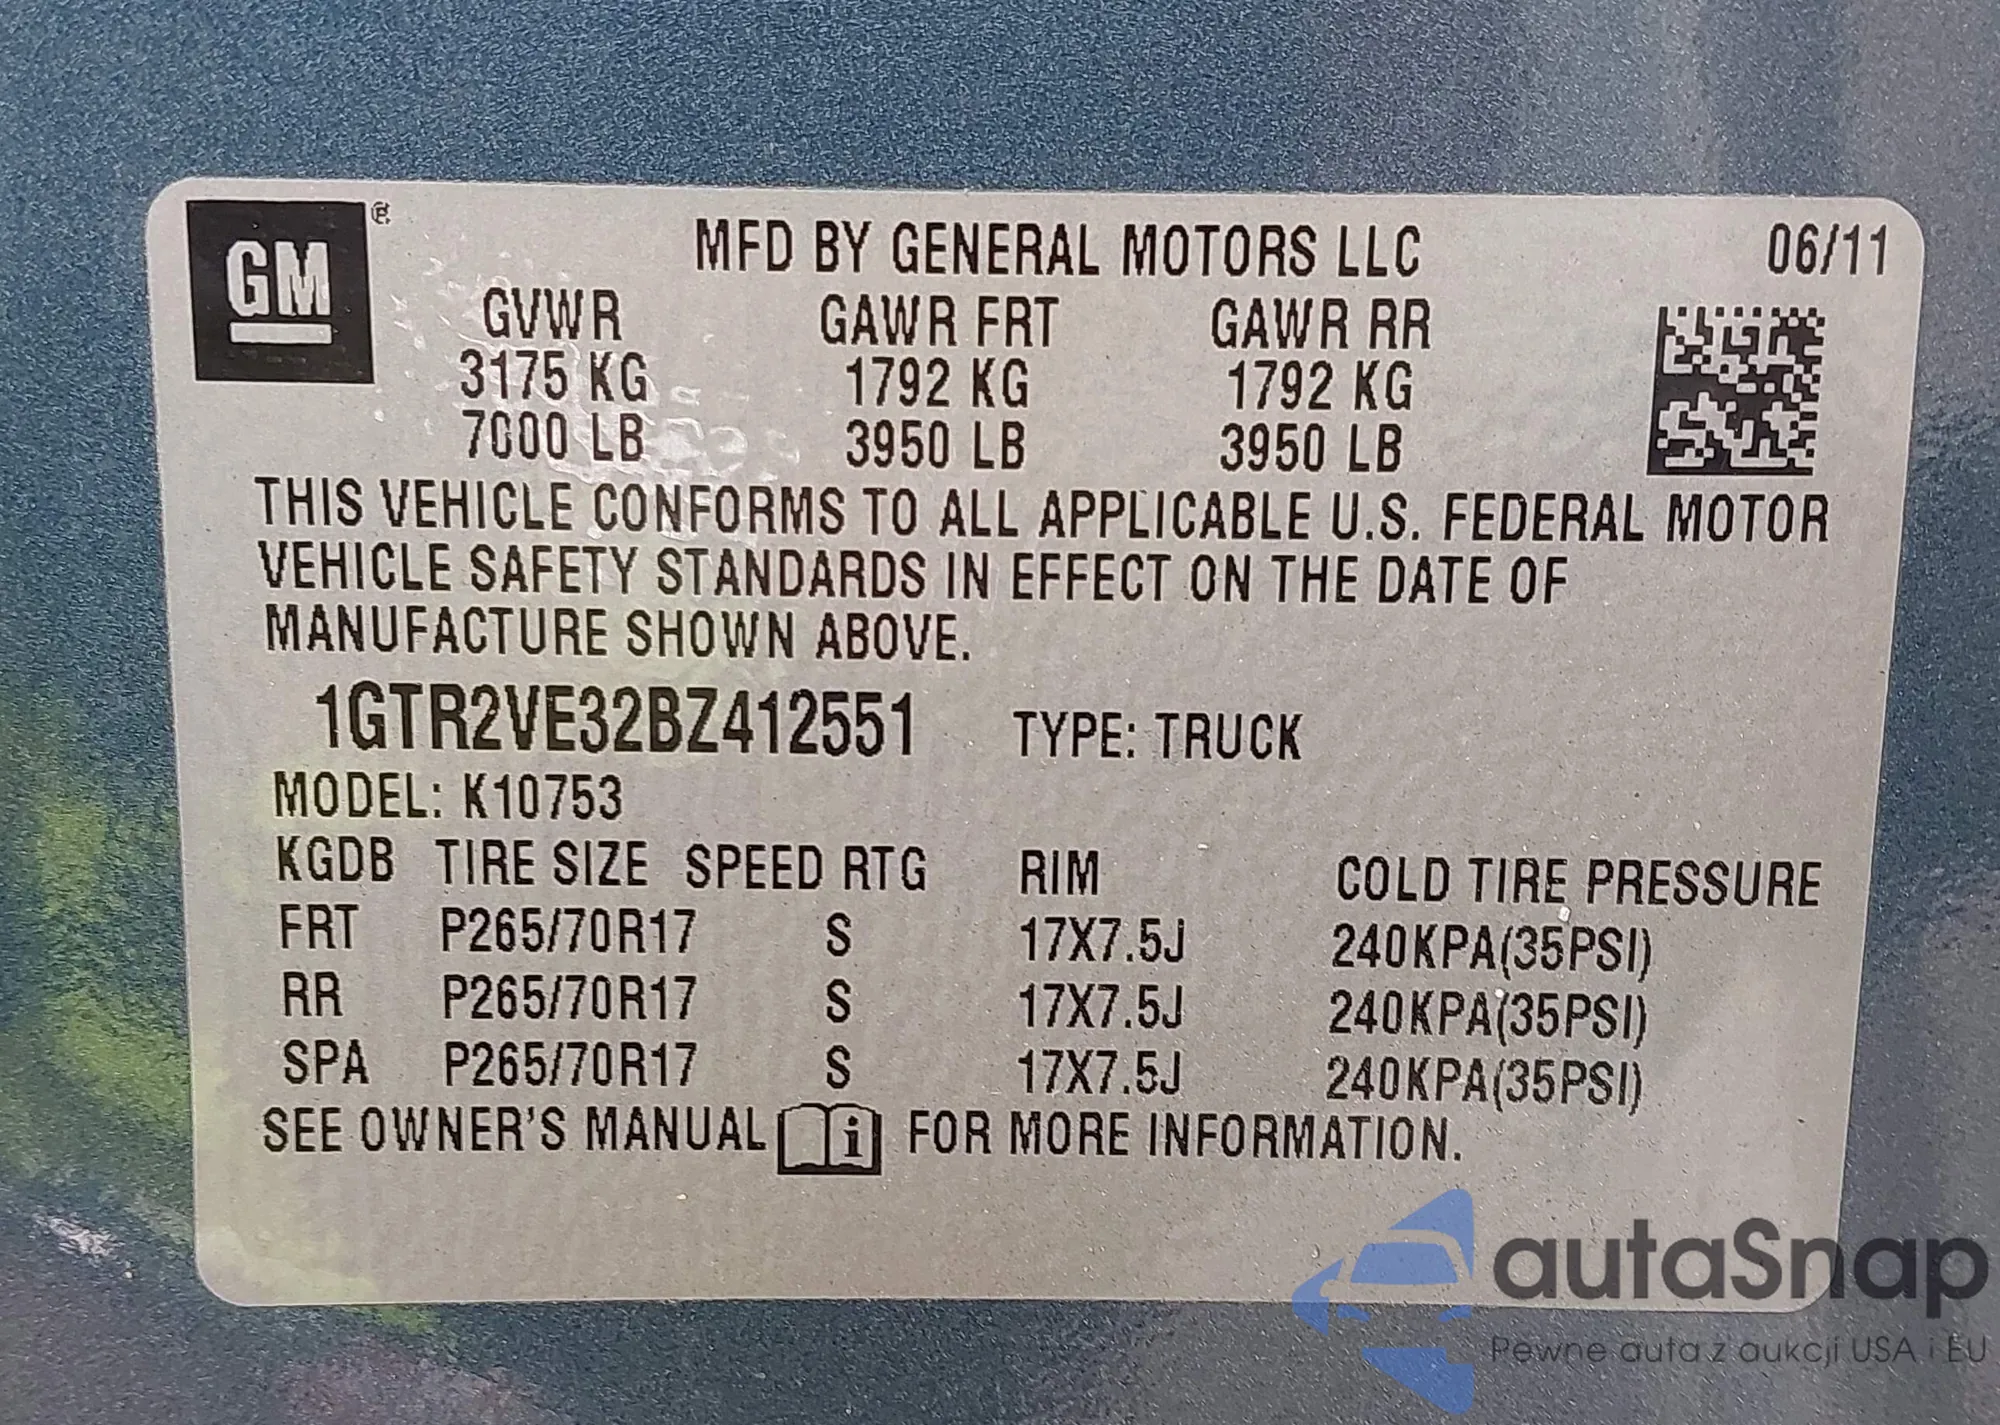 GM
MFD BY GENERAL MOTORS LLC 06/11
GVWR GAWR FRT GAWR RR
3175 KG 1792 KG 1792 KG
7000 LB 3950 LB 3950 LB
THIS VEHICLE CONFORMS TO ALL APPLICABLE U.S. FEDERAL MOTOR
VEHICLE SAFETY STANDARDS IN EFFECT ON THE DATE OF
MANUFACTURE SHOWN ABOVE.
1GTR2VE32BZ412551 TYPE: TRUCK
MODEL: K10753
KGDB TIRE SIZE SPEED RTG RIM COLD TIRE PRESSURE
FRT P265/70R17 S 17X7.5J 240KPA(35PSI)
RR P265/70R17 S 17X7.5J 240KPA(35PSI)
SPA P265/70R17 S 17X7.5J 240KPA(35PSI)
SEE OWNER'S MANUAL i FOR MORE INFORMATION.
autaSnap
Pewne auta z aukcji USA i EU